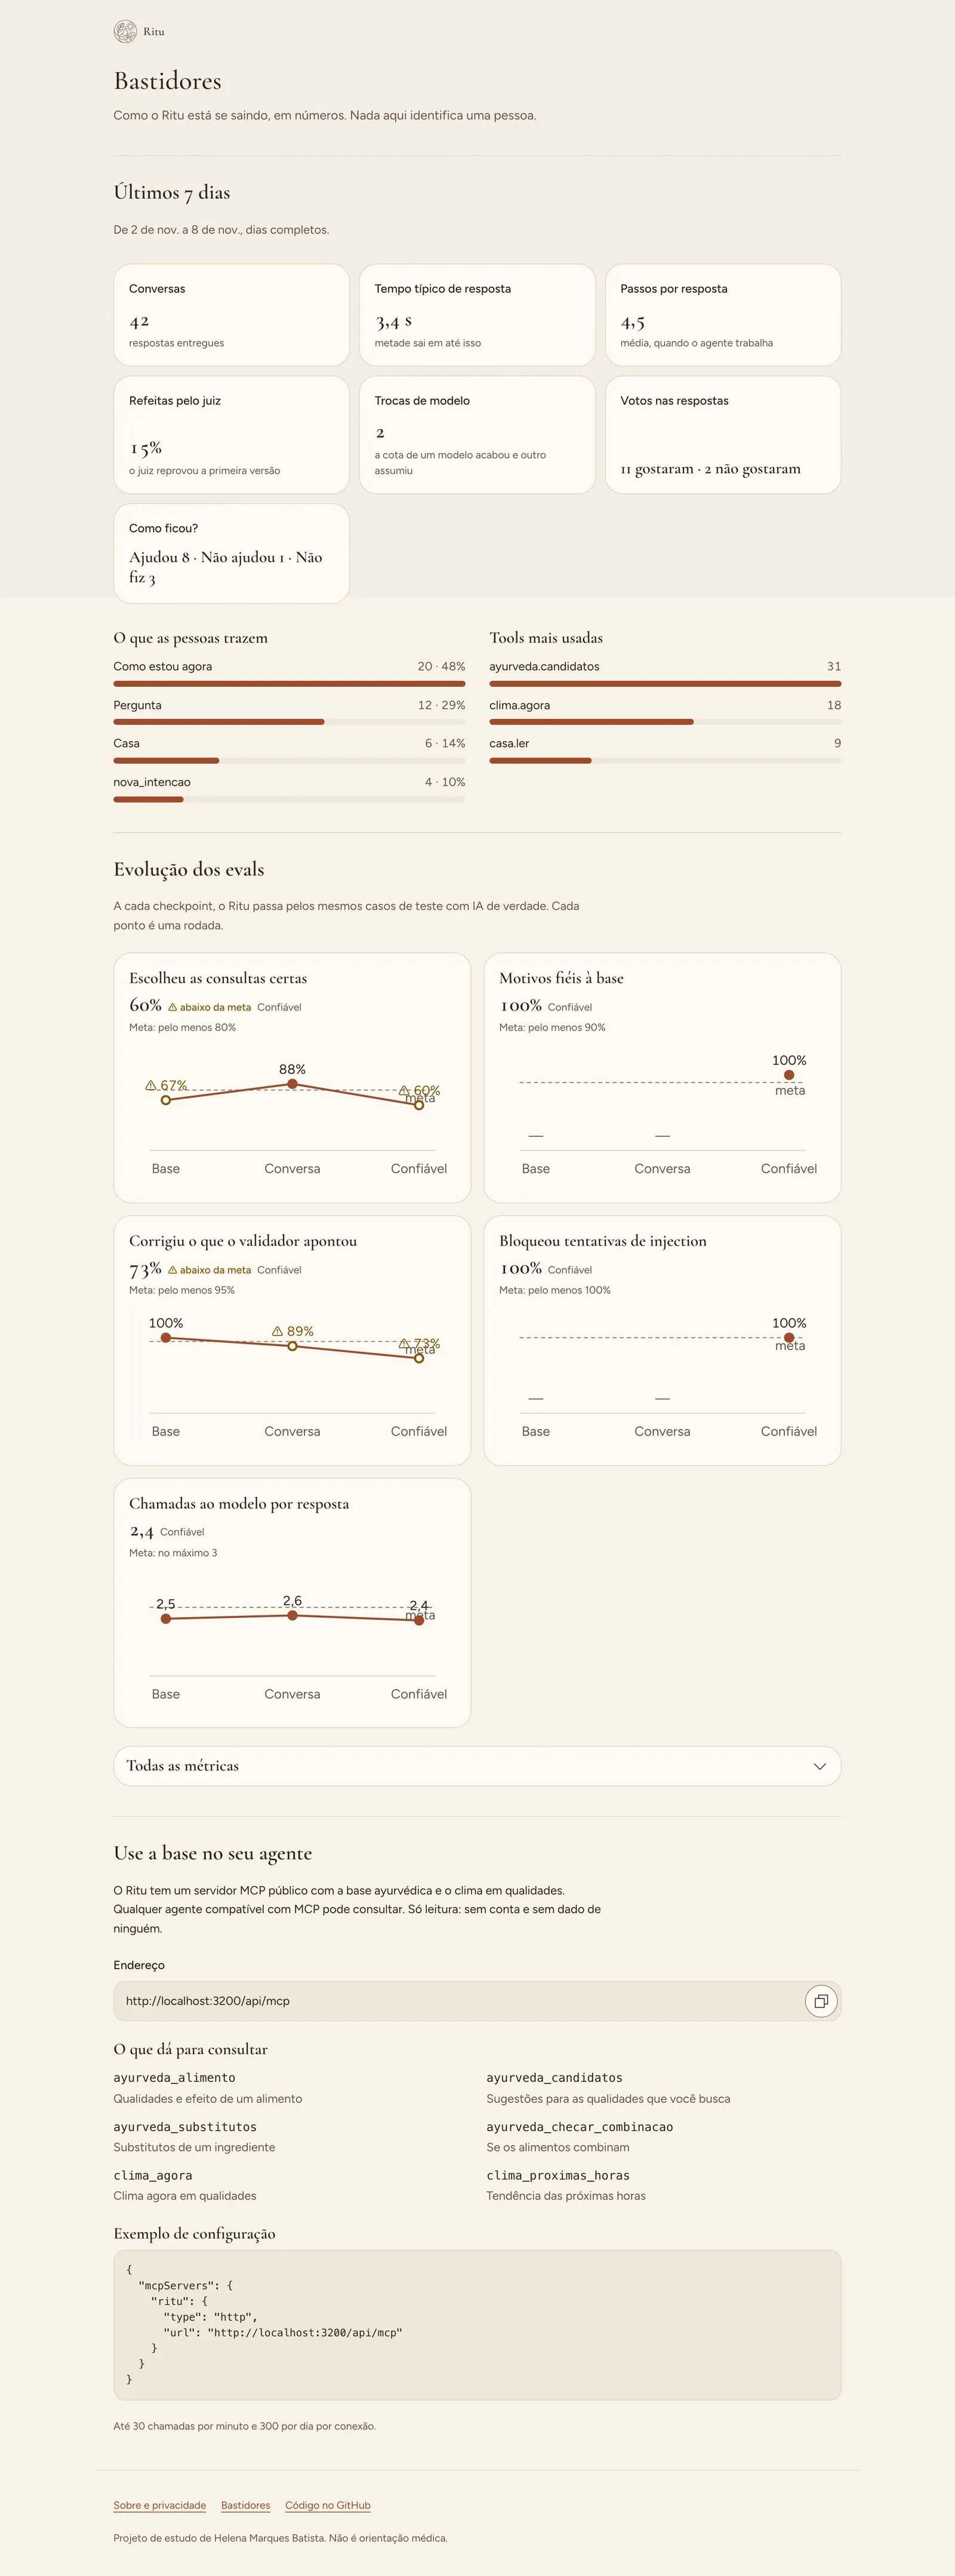 Ritu
Bastidores
Como o Ritu está se saindo, em números. Nada aqui identifica uma pessoa.
Últimos 7 dias
De 2 de nov. a 8 de nov., dias completos.
Conversas
42
respostas entregues
Tempo típico de resposta
3,4 s
metade sai em até isso
Passos por resposta
4,5
média, quando o agente trabalha
Refeitas pelo juiz
15%
o juiz reprovou a primeira versão
Trocas de modelo
2
a cota de um modelo acabou e outro
assumiu
Votos nas respostas
11 gostaram · 2 não gostaram
Como ficou?
Ajudou 8 · Não ajudou 1 · Não
fiz 3
O que as pessoas trazem
Como estou agora 20 · 48%
Pergunta 12 · 29%
Casa 6 · 14%
nova_intencao 4 · 10%
Tools mais usadas
ayurveda.candidatos 31
clima.agora 18
casa.ler 9
Evolução dos evals
A cada checkpoint, o Ritu passa pelos mesmos casos de teste com IA de verdade. Cada
ponto é uma rodada.
Escolheu as consultas certas
60% ⚠ abaixo da meta Confiável
Meta: pelo menos 80%
⚠ 67% 88% ⚠ 60%
meta
Base Conversa Confiável
Motivos fiéis à base
100% Confiável
Meta: pelo menos 90%
100%
meta
— —
Base Conversa Confiável
Corrigiu o que o validador apontou
73% ⚠ abaixo da meta Confiável
Meta: pelo menos 95%
100% ⚠ 89% ⚠ 73%
meta
Base Conversa Confiável
Bloqueou tentativas de injection
100% Confiável
Meta: pelo menos 100%
100%
meta
— —
Base Conversa Confiável
Chamadas ao modelo por resposta
2,4 Confiável
Meta: no máximo 3
2,5 2,6 2,4
meta
Base Conversa Confiável
Todas as métricas
Use a base no seu agente
O Ritu tem um servidor MCP público com a base ayurvédica e o clima em qualidades.
Qualquer agente compatível com MCP pode consultar. Só leitura: sem conta e sem dado de
ninguém.
Endereço
http://localhost:3200/api/mcp
O que dá para consultar
ayurveda_alimento
Qualidades e efeito de um alimento
ayurveda_candidatos
Sugestões para as qualidades que você busca
ayurveda_substitutos
Substitutos de um ingrediente
ayurveda_checar_combinacao
Se os alimentos combinam
clima_agora
Clima agora em qualidades
clima_proximas_horas
Tendência das próximas horas
Exemplo de configuração
{
  "mcpServers": {
    "ritu": {
      "type": "http",
      "url": "http://localhost:3200/api/mcp"
    }
  }
}
Até 30 chamadas por minuto e 300 por dia por conexão.
Sobre e privacidade Bastidores Código no GitHub
Projeto de estudo de Helena Marques Batista. Não é orientação médica.